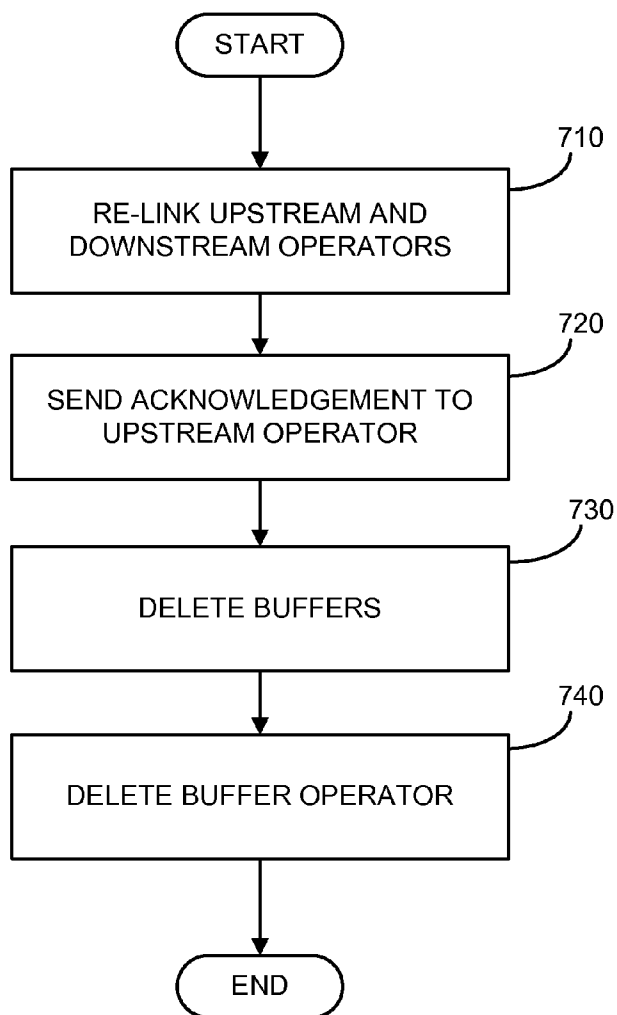 START
710
RE-LINK UPSTREAM AND
DOWNSTREAM OPERATORS
720
SEND ACKNOWLEDGEMENT TO
UPSTREAM OPERATOR
730
DELETE BUFFERS
740
DELETE BUFFER OPERATOR
END